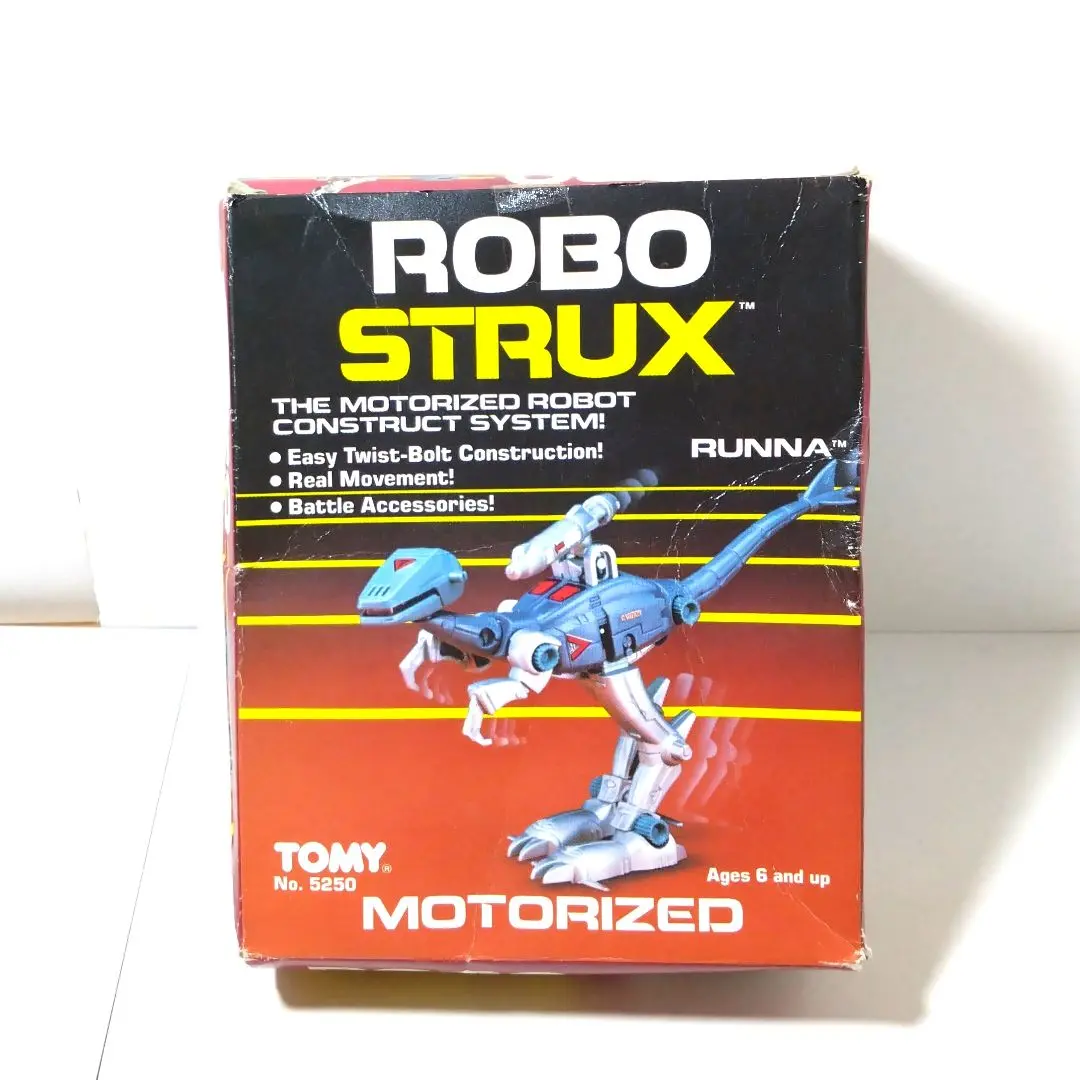 ROBO
STRUX™
THE MOTORIZED ROBOT
CONSTRUCT SYSTEM!
• Easy Twist-Bolt Construction!
• Real Movement!
• Battle Accessories!
RUNNA™
TOMY®
No. 5250
Ages 6 and up
MOTORIZED